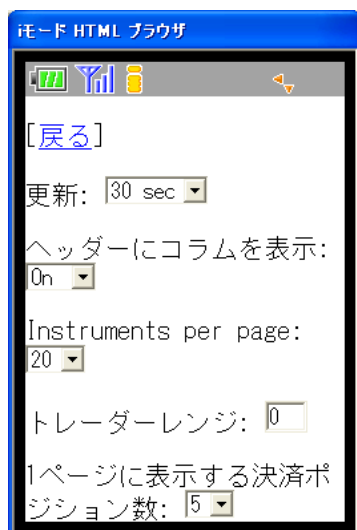 iモード HTML ブラウザ
[戻る]
更新: 30 sec
ヘッダーにコラムを表示:
On
Instruments per page:
20
トレーダーレンジ: 0
1ページに表示する決済ポ
ジション数: 5